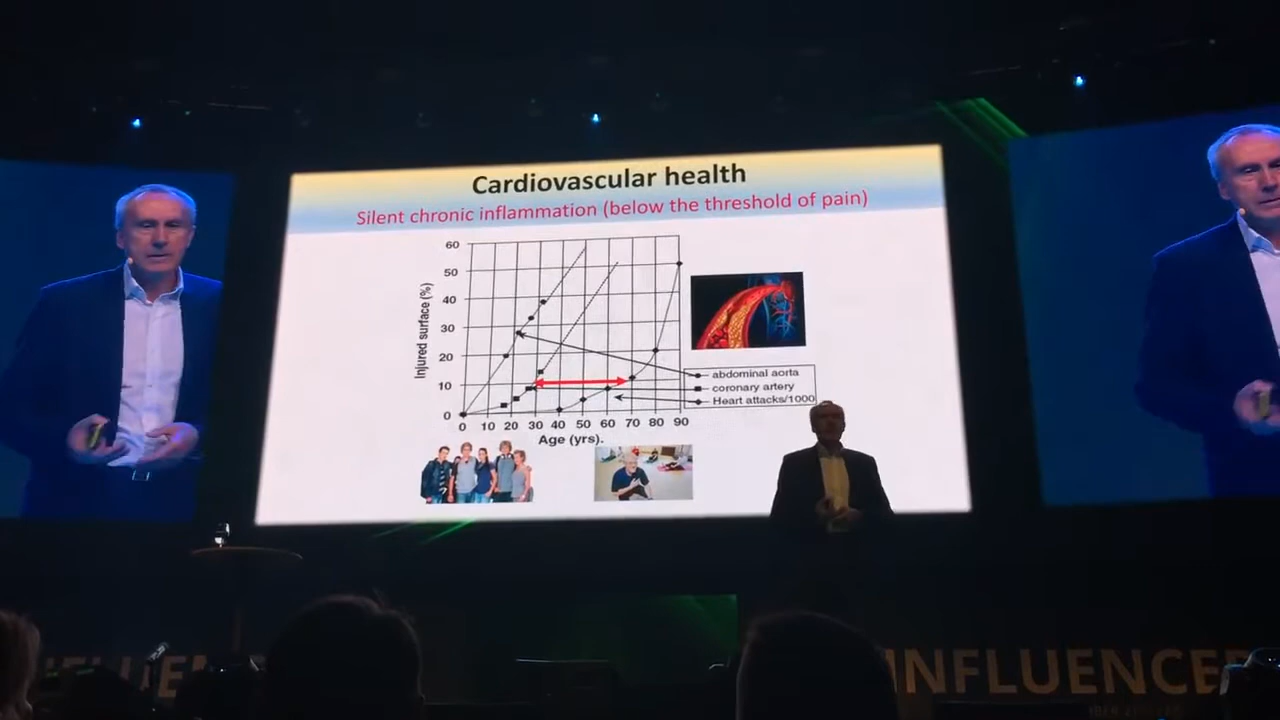 Cardiovascular health
Silent chronic inflammation (below the threshold of pain)
60
50
40
30
20
10
0
Injured surface (%)
0 10 20 30 40 50 60 70 80 90
Age (yrs).
abdominal aorta
coronary artery
Heart attacks/1000
INFLUENCE